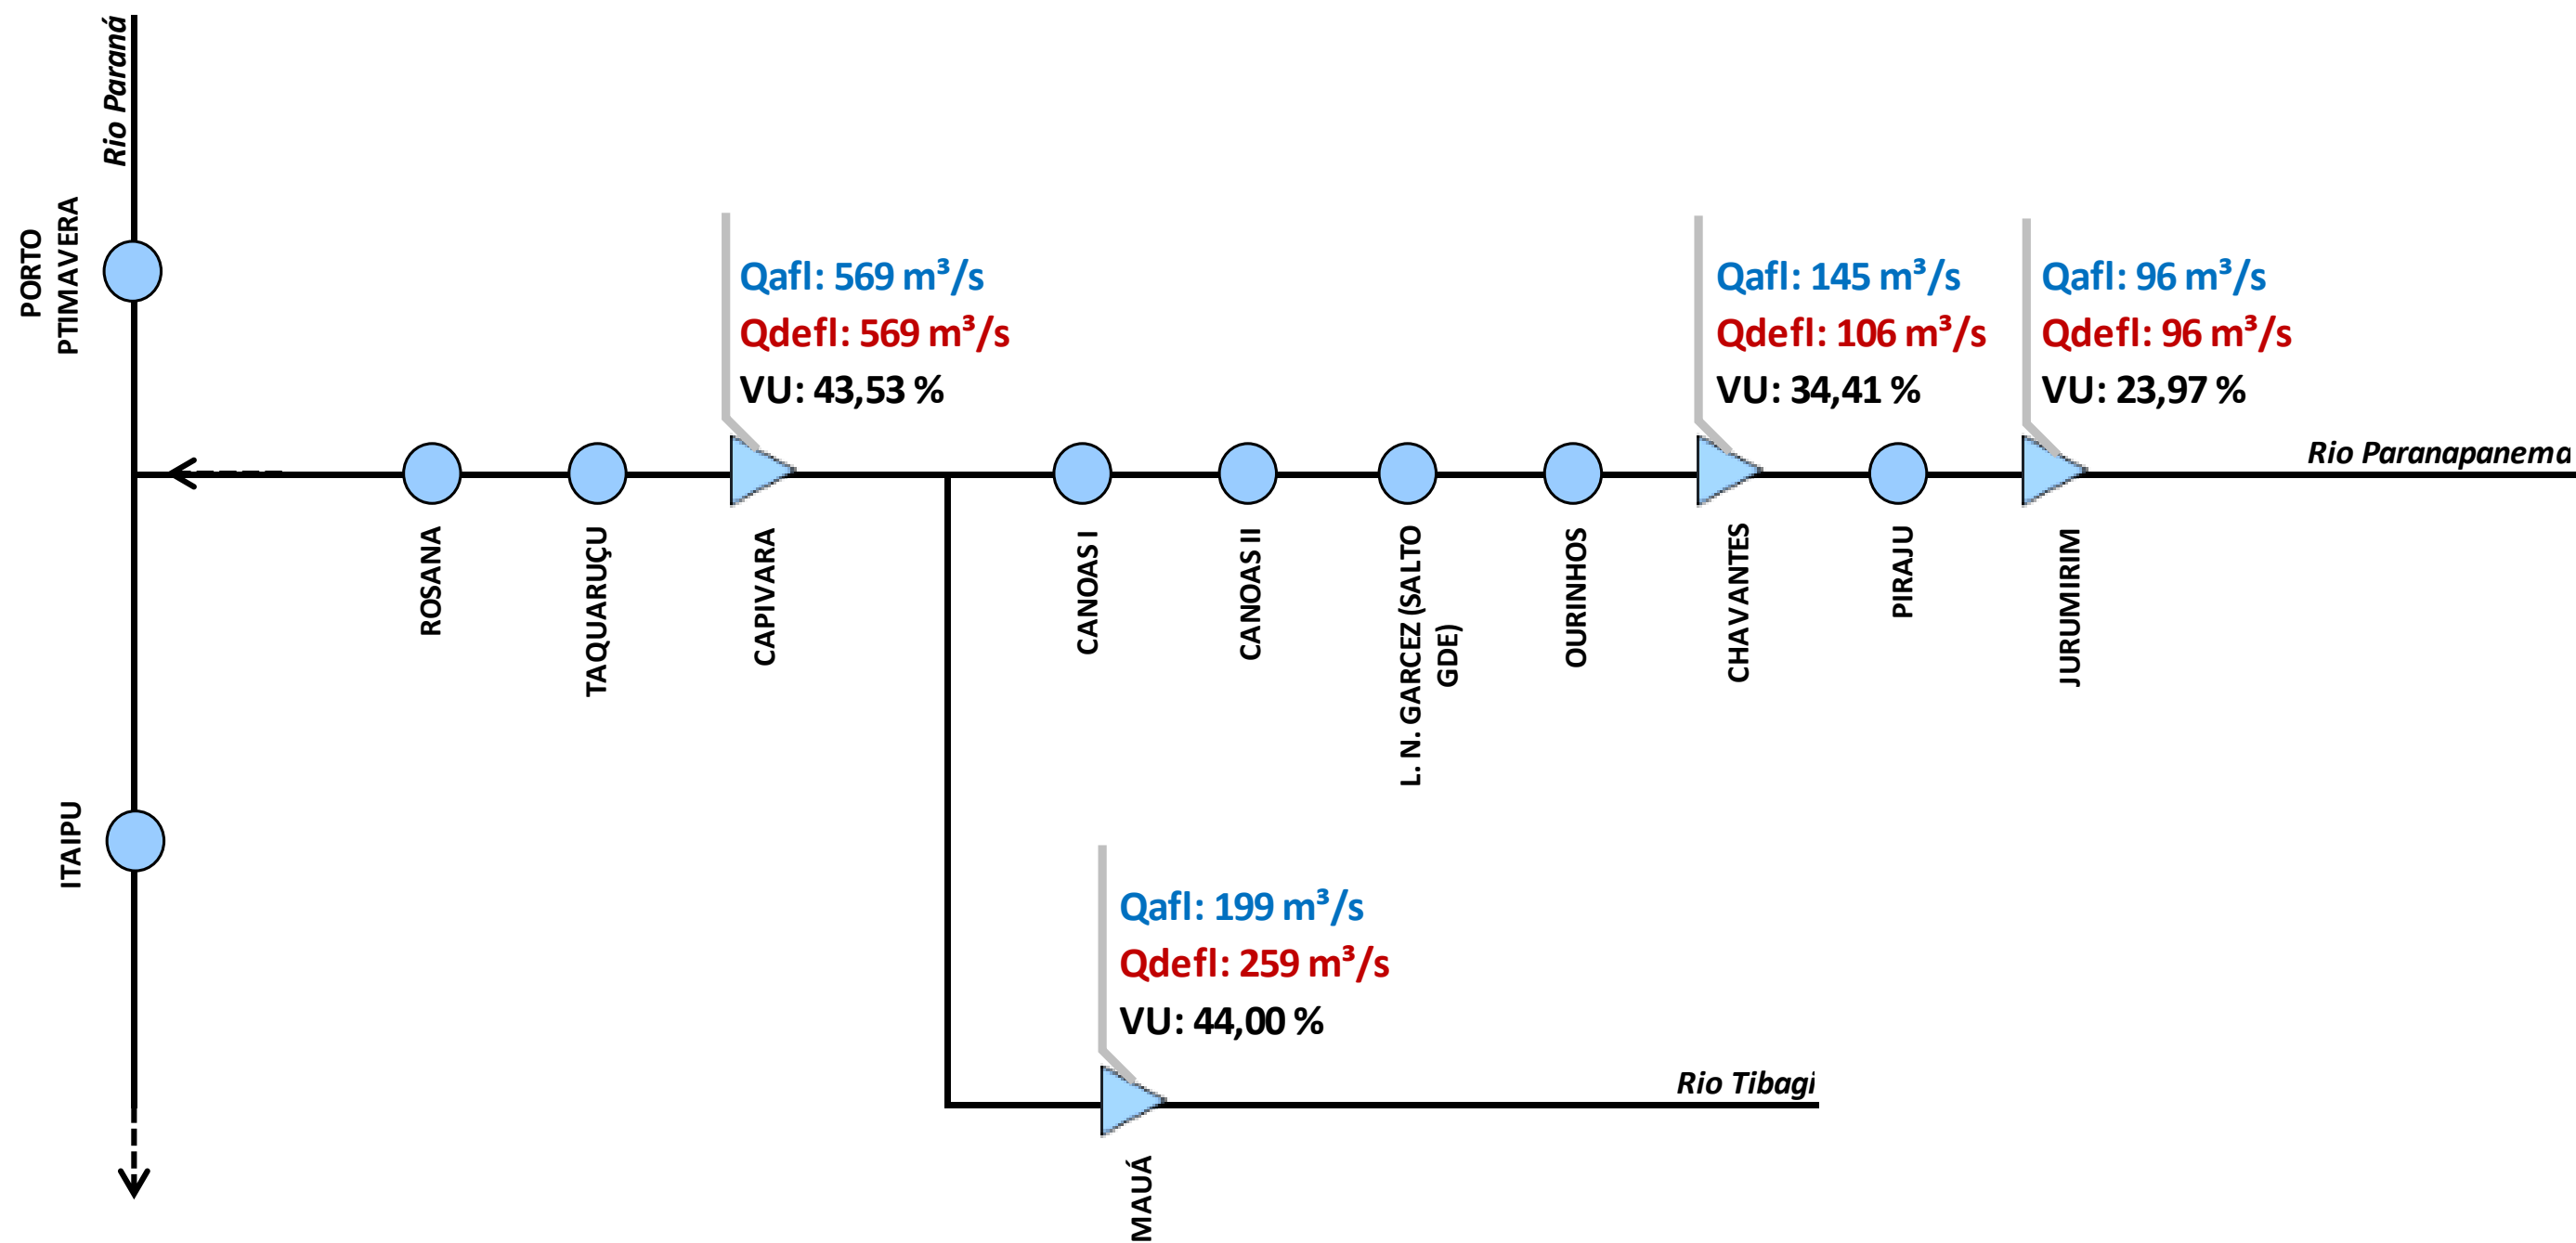 Rio Paraná
PORTO
PTIMAVERA
Qafl: 569 m³/s
Qdefl: 569 m³/s
VU: 43,53 %
Qafl: 145 m³/s
Qdefl: 106 m³/s
VU: 34,41 %
Qafl: 96 m³/s
Qdefl: 96 m³/s
VU: 23,97 %
Rio Paranapanema
ROSANA
TAQUARUÇU
CAPIVARA
CANOAS I
CANOAS II
L. N. GARCEZ (SALTO
GDE)
OURINHOS
CHAVANTES
PIRAJU
JURUMIRIM
ITAIPU
Qafl: 199 m³/s
Qdefl: 259 m³/s
VU: 44,00 %
Rio Tibagi
MAUÁ